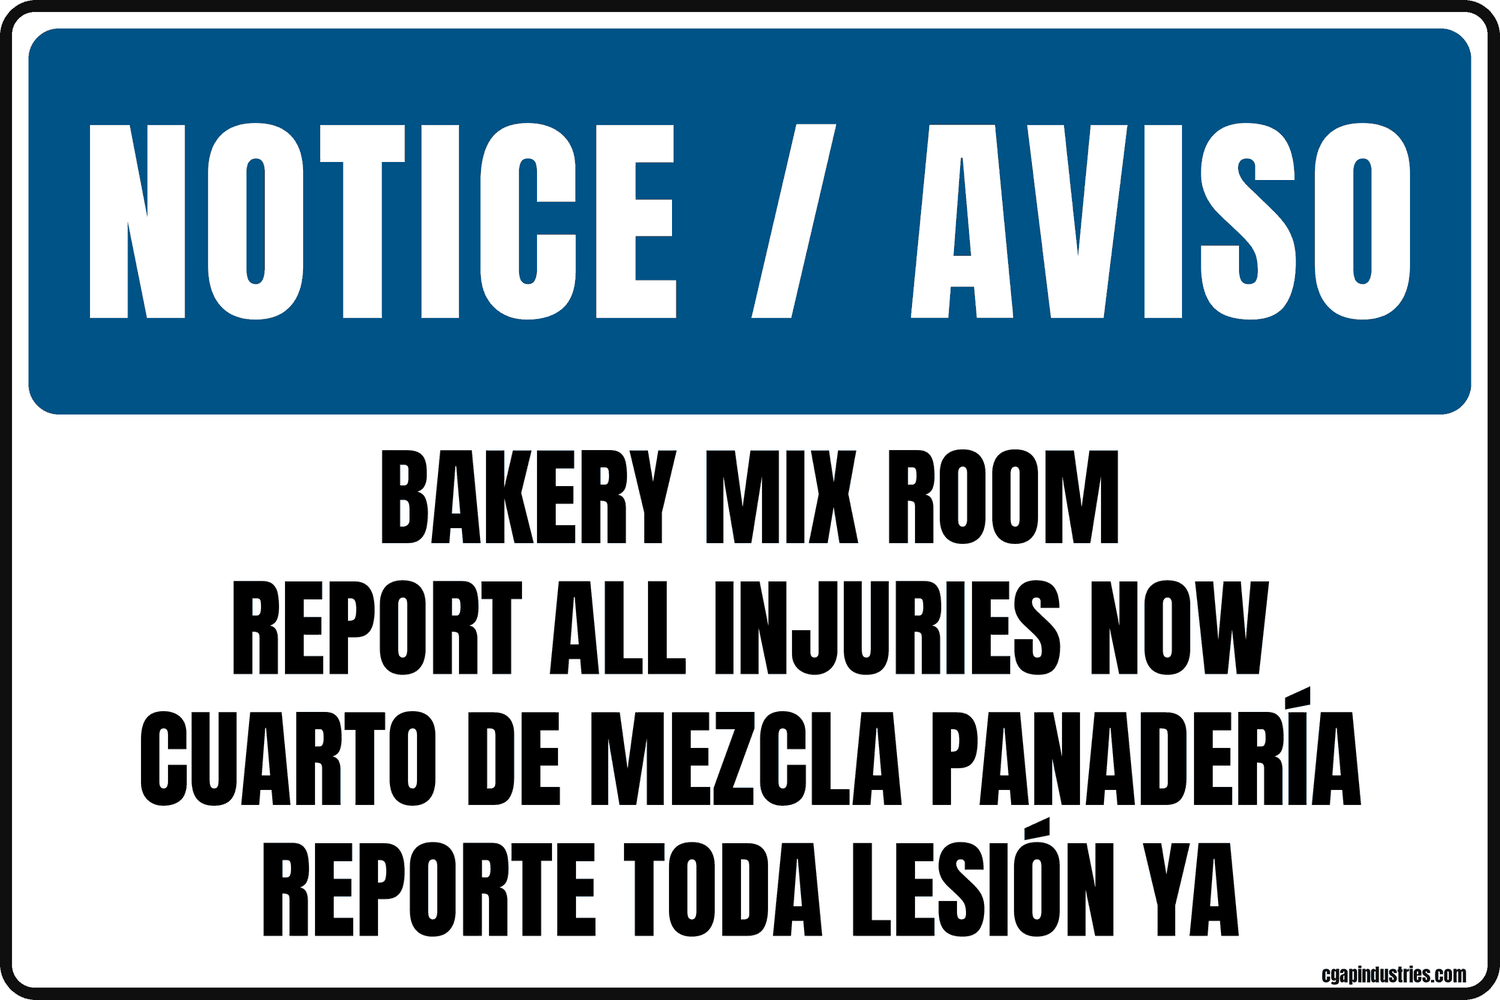 NOTICE / AVISO
BAKERY MIX ROOM
REPORT ALL INJURIES NOW
CUARTO DE MEZCLA PANADERÍA
REPORTE TODA LESIÓN YA
cgapindustries.com